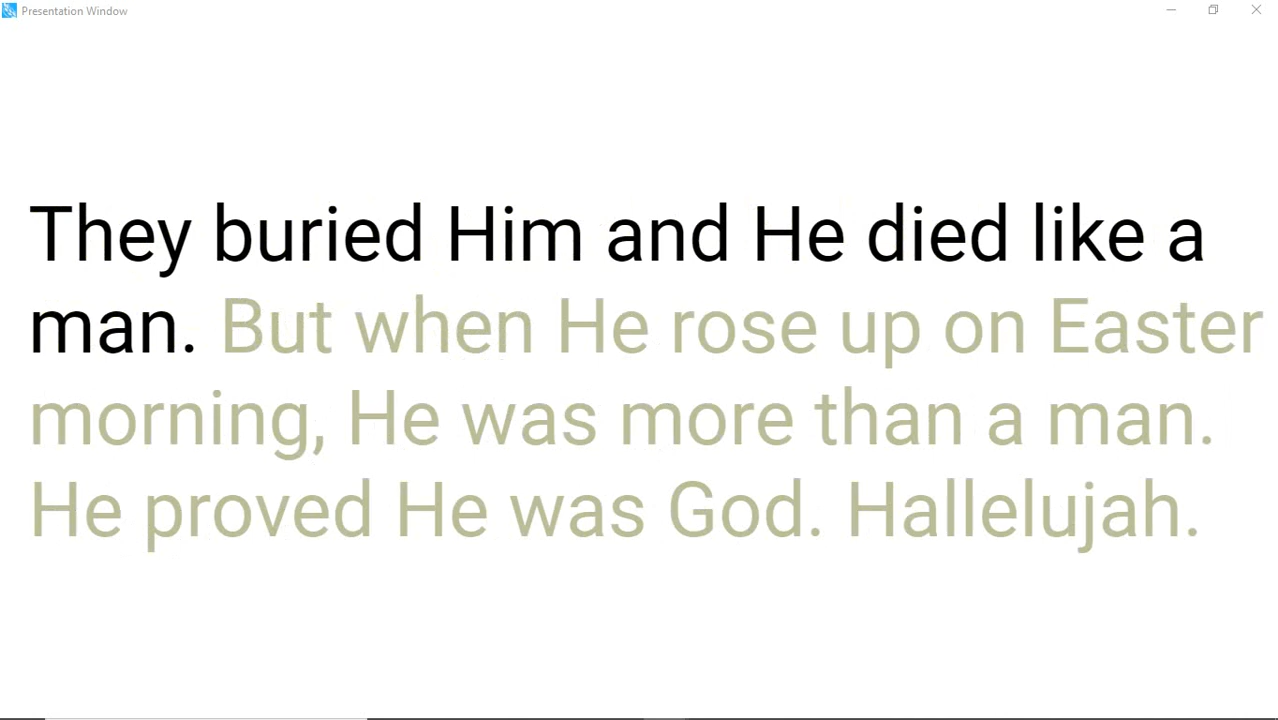 Presentation Window
They buried Him and He died like a
man. But when He rose up on Easter
morning, He was more than a man.
He proved He was God. Hallelujah.